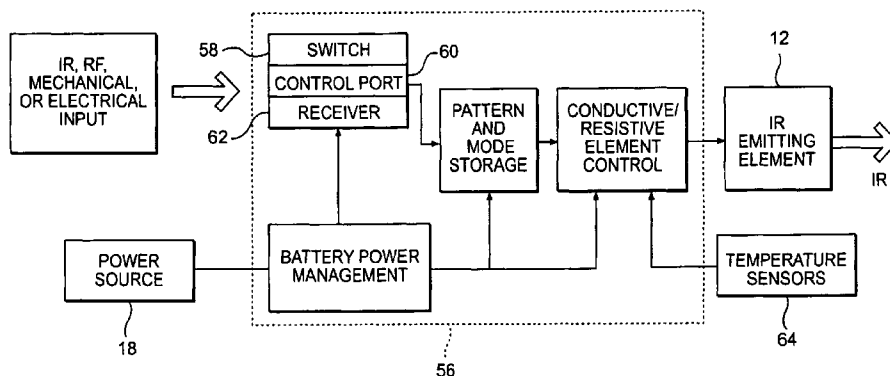 IR, RF,
MECHANICAL,
OR ELECTRICAL
INPUT
58
SWITCH
60
CONTROL PORT
62
RECEIVER
PATTERN
AND
MODE
STORAGE
CONDUCTIVE/
RESISTIVE
ELEMENT
CONTROL
12
IR
EMITTING
ELEMENT
IR
POWER
SOURCE
18
BATTERY POWER
MANAGEMENT
TEMPERATURE
SENSORS
64
56